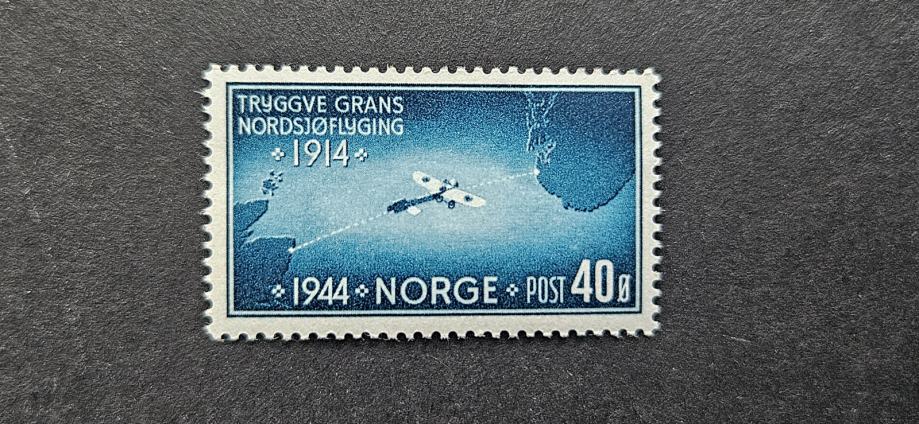 TRYGGVE GRANS
NORDSJØFLYGING
1914
1944 NORGE POST 40 Ø